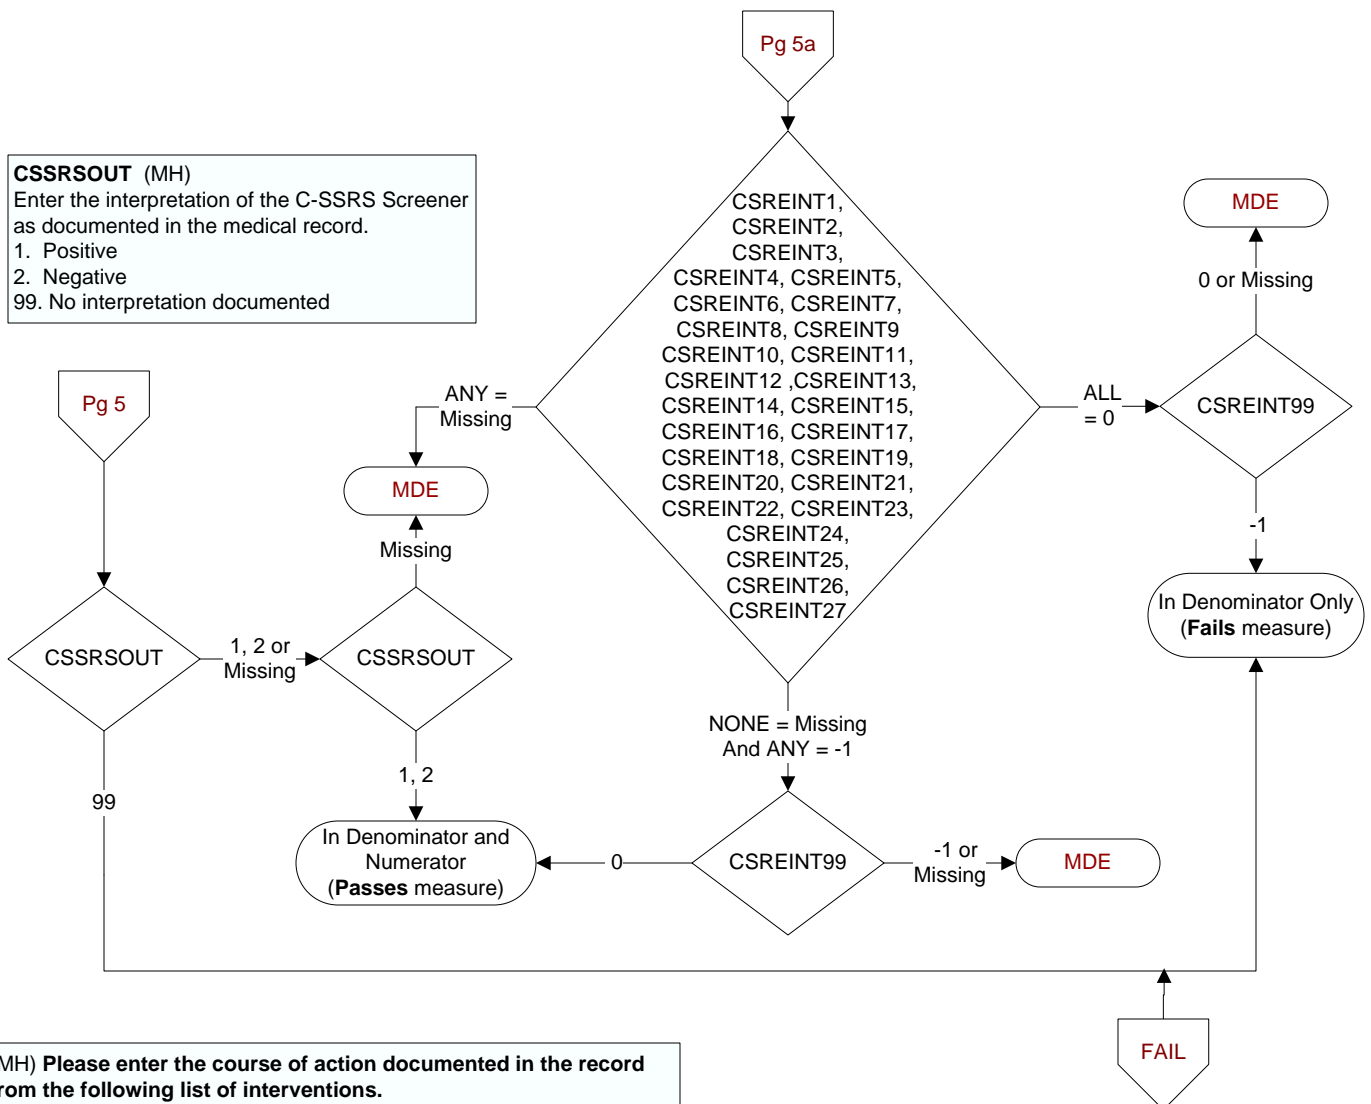 Pg 5a
CSSRSOUT (MH)
Enter the interpretation of the C-SSRS Screener
as documented in the medical record.
1. Positive
2. Negative
99. No interpretation documented
CSREINT1,
CSREINT2,
CSREINT3,
CSREINT4, CSREINT5,
CSREINT6, CSREINT7,
CSREINT8, CSREINT9
CSREINT10, CSREINT11,
CSREINT12 ,CSREINT13,
CSREINT14, CSREINT15,
CSREINT16, CSREINT17,
CSREINT18, CSREINT19,
CSREINT20, CSREINT21,
CSREINT22, CSREINT23,
CSREINT24,
CSREINT25,
CSREINT26,
CSREINT27
MDE
0 or Missing
ALL
= 0
CSREINT99
-1
In Denominator Only
(Fails measure)
ANY =
Missing
MDE
Missing
Pg 5
CSSRSOUT
1, 2 or
Missing
CSSRSOUT
1, 2
99
NONE = Missing
And ANY = -1
In Denominator and
Numerator
(Passes measure)
0
CSREINT99
-1 or
Missing
MDE
FAIL
MH) Please enter the course of action documented in the record
rom the following list of interventions.